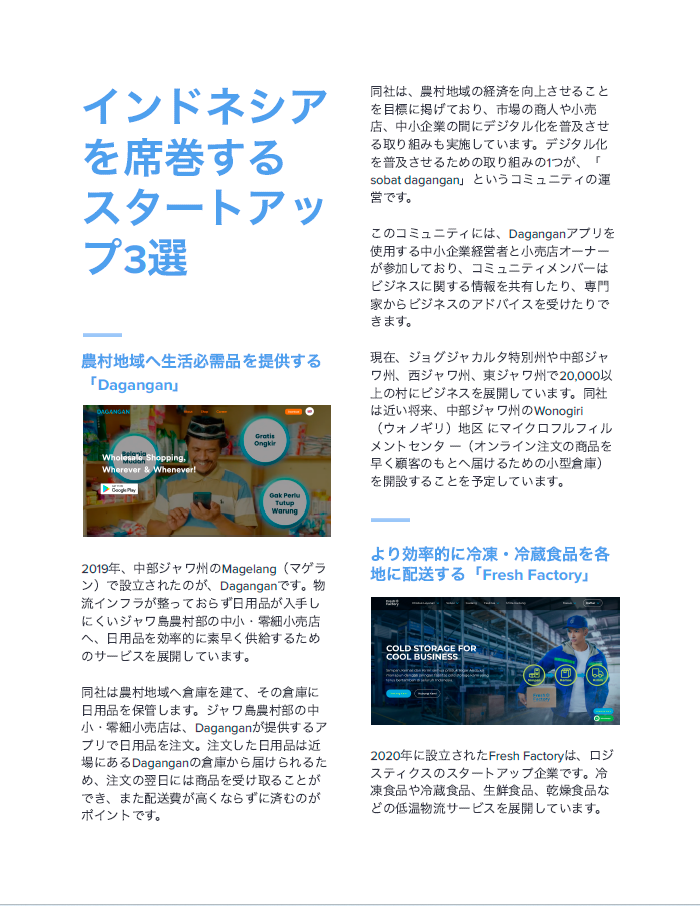 インドネシア
を席巻する
スタートアッ
プ3選
農村地域へ生活必需品を提供する
「Dagangan」
DAGANGAN
Wholesale Shopping,
Wherever & Whenever!
Google Play
Gratis
Ongkir
Gak Perlu
Tutup
Warung
2019年、中部ジャワ州のMagelang（マゲラ
ン）で設立されたのが、Daganganです。物
流インフラが整っておらず日用品が入手し
にくいジャワ島農村部の中小・零細小売店
へ、日用品を効率的に素早く供給するため
のサービスを展開しています。
同社は農村地域へ倉庫を建て、その倉庫に
日用品を保管します。ジャワ島農村部の中
小・零細小売店は、Daganganが提供するア
プリで日用品を注文。注文した日用品は近
場にあるDaganganの倉庫から届けられるた
め、注文の翌日には商品を受け取ることが
でき、また配送費が高くならずに済むのが
ポイントです。
同社は、農村地域の経済を向上させること
を目標に掲げており、市場の商人や小売
店、中小企業の間にデジタル化を普及させ
る取り組みも実施しています。デジタル化
を普及させるための取り組みの1つが、「
sobat dagangan」というコミュニティの運
営です。
このコミュニティには、Daganganアプリを
使用する中小企業経営者と小売店オーナー
が参加しており、コミュニティメンバーは
ビジネスに関する情報を共有したり、専門
家からビジネスのアドバイスを受けたりで
きます。
現在、ジョグジャカルタ特別州や中部ジャ
ワ州、西ジャワ州、東ジャワ州で20,000以
上の村にビジネスを展開しています。同社
は近い将来、中部ジャワ州のWonogiri
（ウォノギリ）地区 にマイクロフルフィル
メントセンタ ー（オンライン注文の商品を
早く顧客のもとへ届けるための小型倉庫）
を開設することを予定しています。
より効率的に冷凍・冷蔵食品を各
地に配送する「Fresh Factory」
COLD STORAGE FOR
COOL BUSINESS
2020年に設立されたFresh Factoryは、ロジ
スティクスのスタートアップ企業です。冷
凍食品や冷蔵食品、生鮮食品、乾燥食品な
どの低温物流サービスを展開しています。